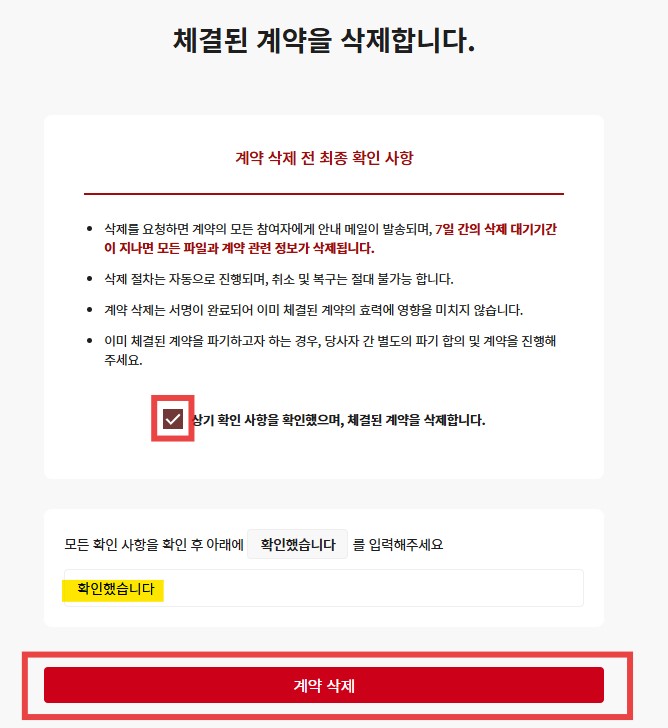 체결된 계약을 삭제합니다.
계약 삭제 전 최종 확인 사항
삭제를 요청하면 계약의 모든 참여자에게 안내 메일이 발송되며, 7일 간의 삭제 대기기간
이 지나면 모든 파일과 계약 관련 정보가 삭제됩니다.
삭제 절차는 자동으로 진행되며, 취소 및 복구는 절대 불가능 합니다.
계약 삭제는 서명이 완료되어 이미 체결된 계약의 효력에 영향을 미치지 않습니다.
이미 체결된 계약을 파기하고자 하는 경우, 당사자 간 별도의 파기 합의 및 계약을 진행해
주세요.
상기 확인 사항을 확인했으며, 체결된 계약을 삭제합니다.
모든 확인 사항을 확인 후 아래에 확인했습니다 를 입력해주세요
확인했습니다
계약 삭제